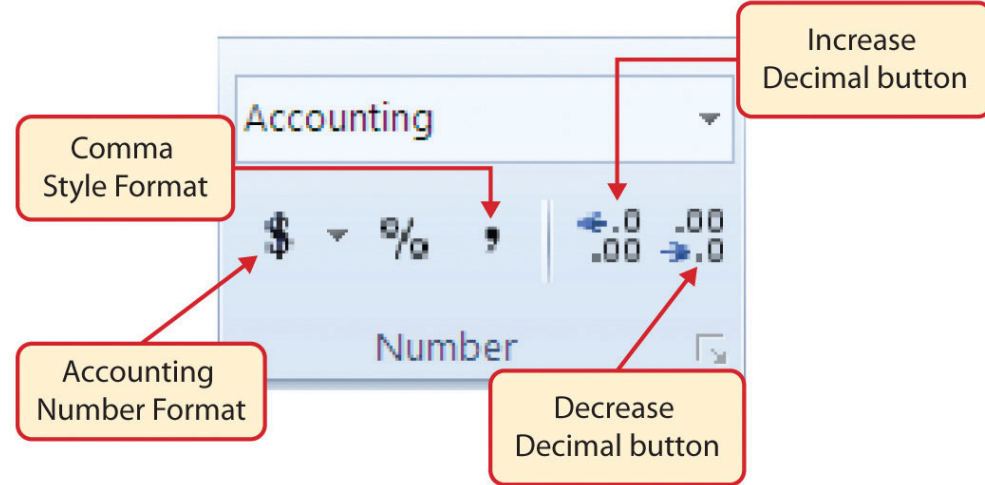 Increase
Decimal button
Accounting
Comma
Style Format
$ % , .0 .00
.00 .0
Number
Accounting
Number Format
Decrease
Decimal button